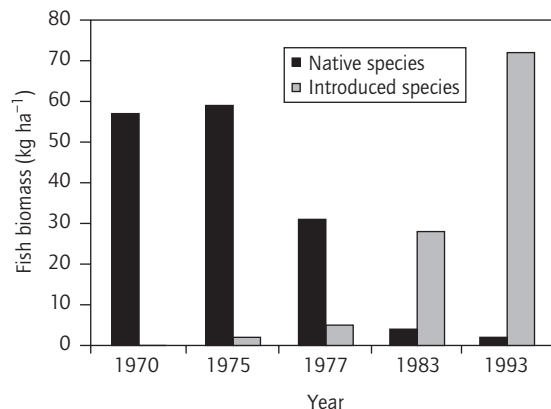 80
70
60
50
40
30
20
10
0
Fish biomass (kg ha⁻¹)
Native species
Introduced species
1970 1975 1977 1983 1993
Year